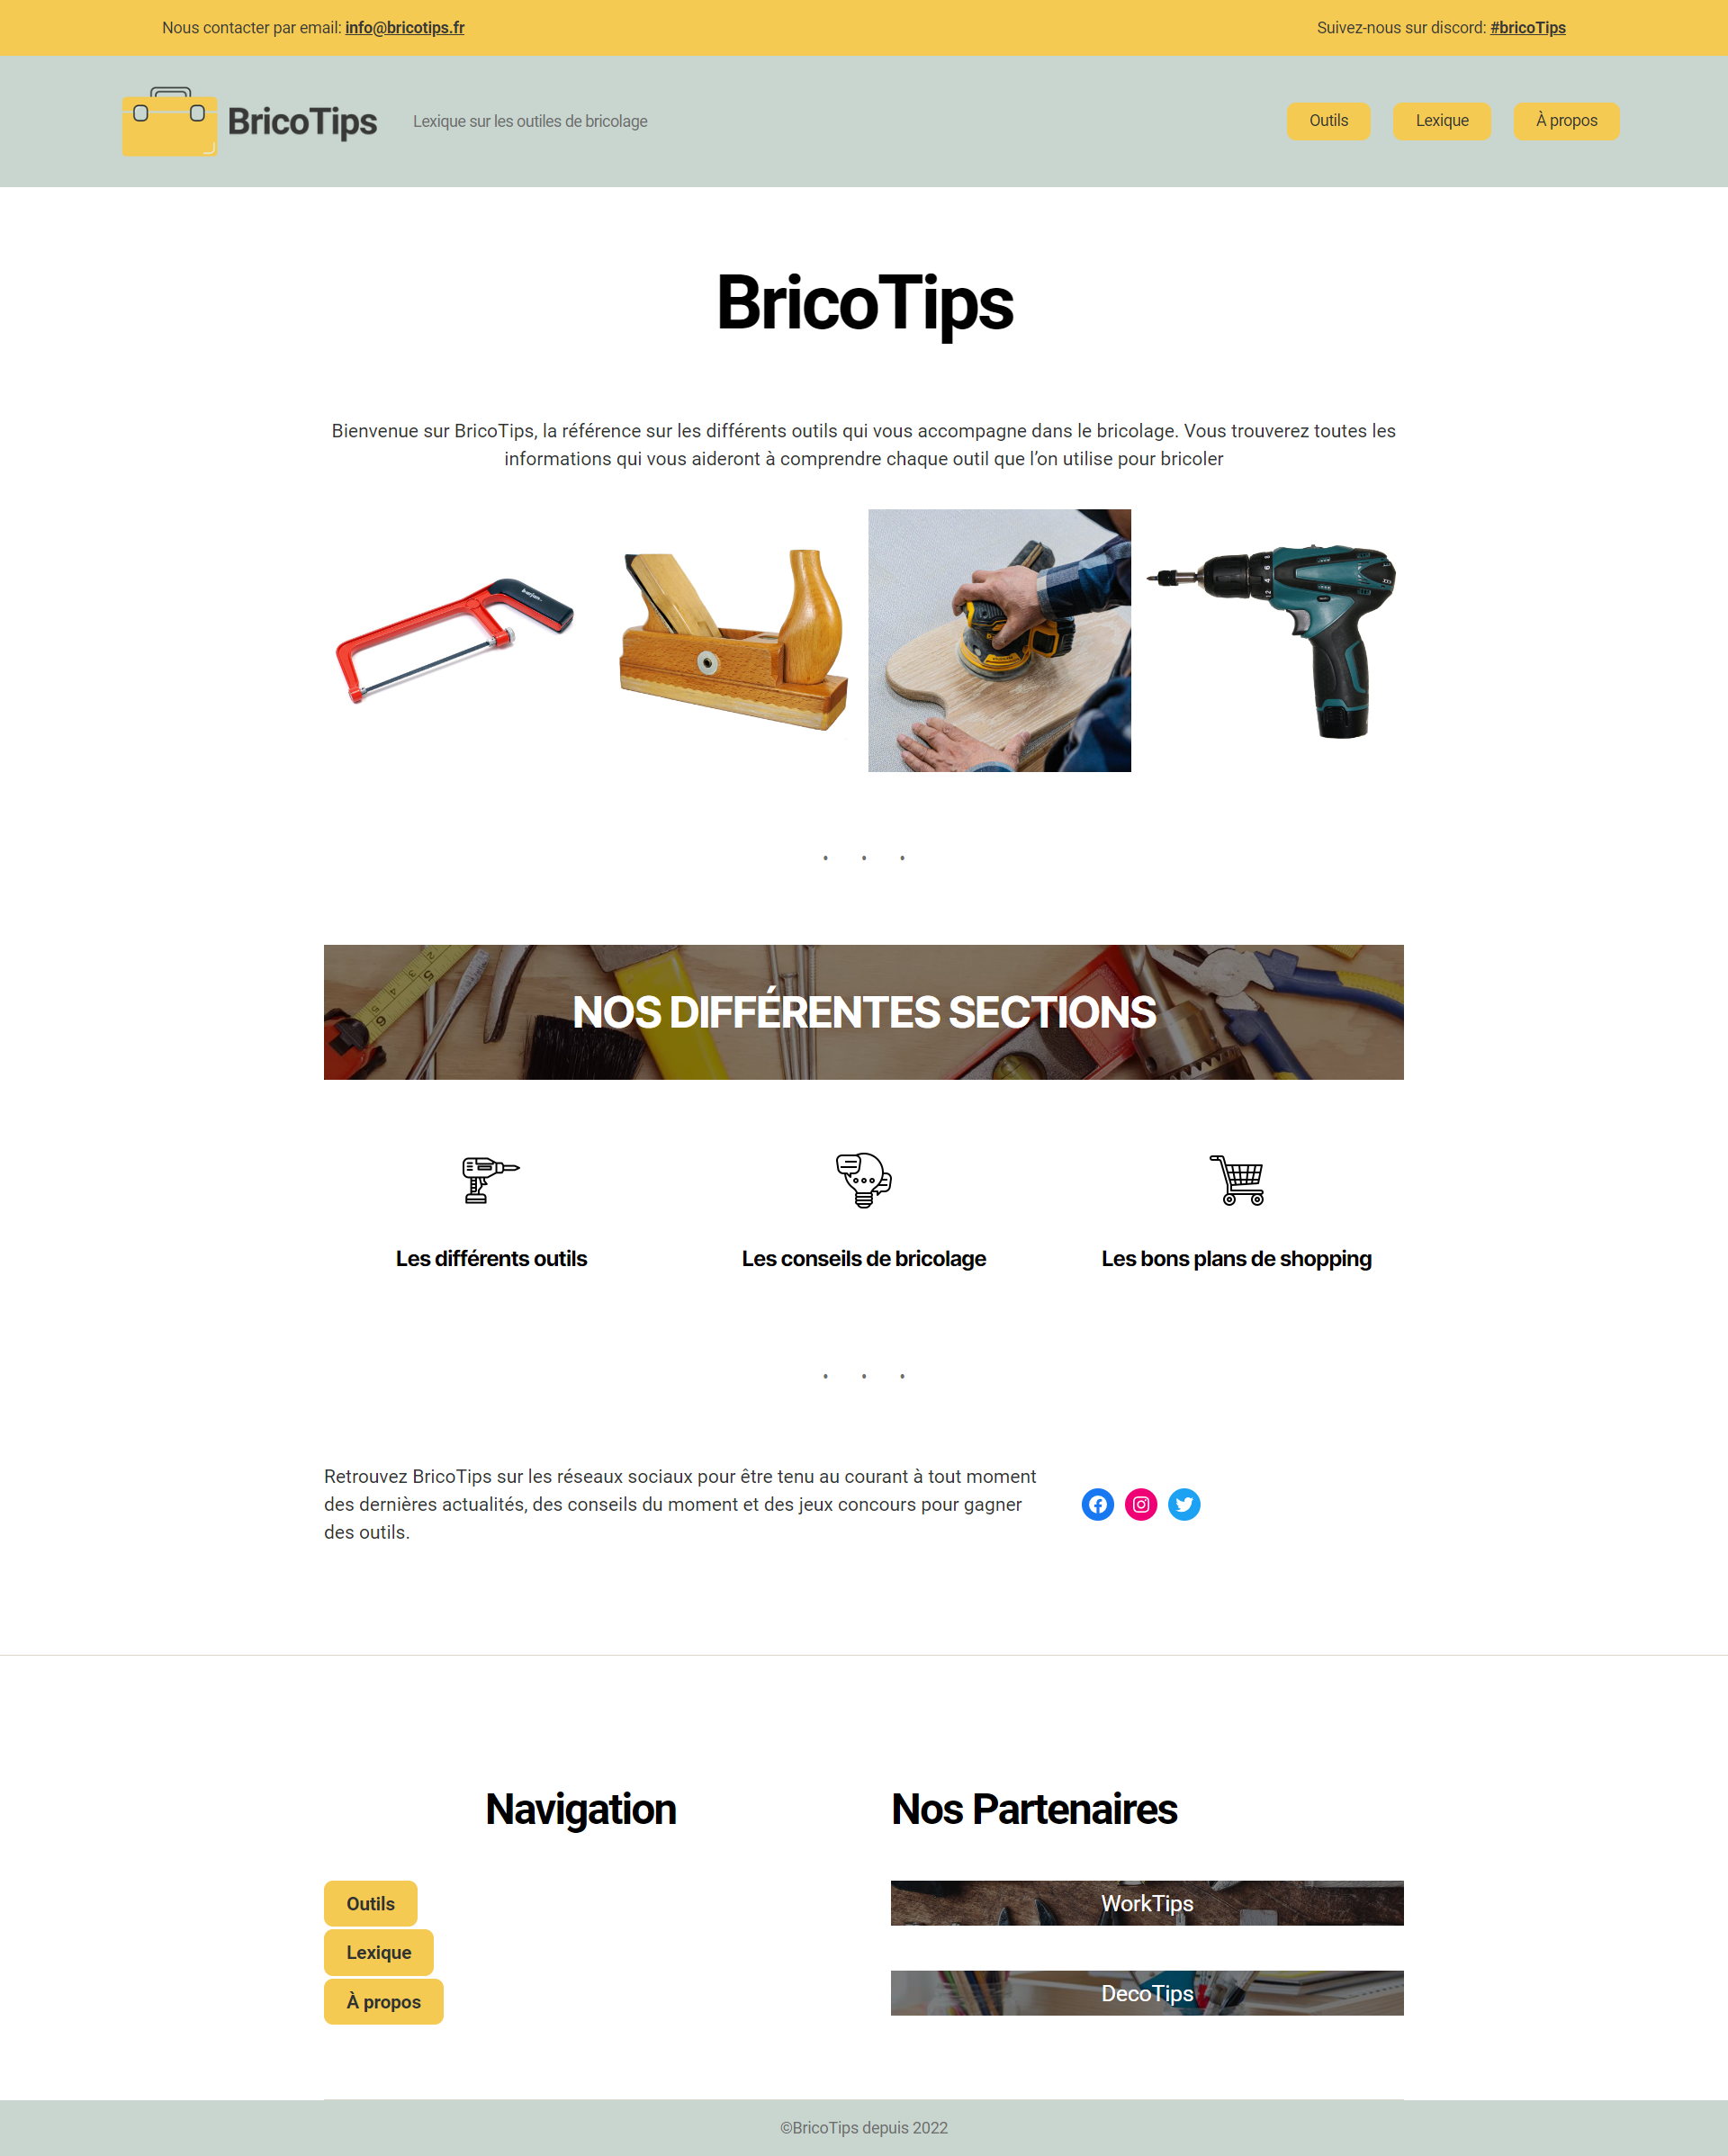 Nous contacter par email: info@bricotips.fr
Suivez-nous sur discord: #bricoTips
BricoTips
Lexique sur les outiles de bricolage
Outils
Lexique
À propos
BricoTips
Bienvenue sur BricoTips, la référence sur les différents outils qui vous accompagne dans le bricolage. Vous trouverez toutes les
informations qui vous aideront à comprendre chaque outil que l’on utilise pour bricoler
NOS DIFFÉRENTES SECTIONS
Les différents outils
Les conseils de bricolage
Les bons plans de shopping
Retrouvez BricoTips sur les réseaux sociaux pour être tenu au courant à tout moment
des dernières actualités, des conseils du moment et des jeux concours pour gagner
des outils.
Navigation
Outils
Lexique
À propos
Nos Partenaires
WorkTips
DecoTips
©BricoTips depuis 2022